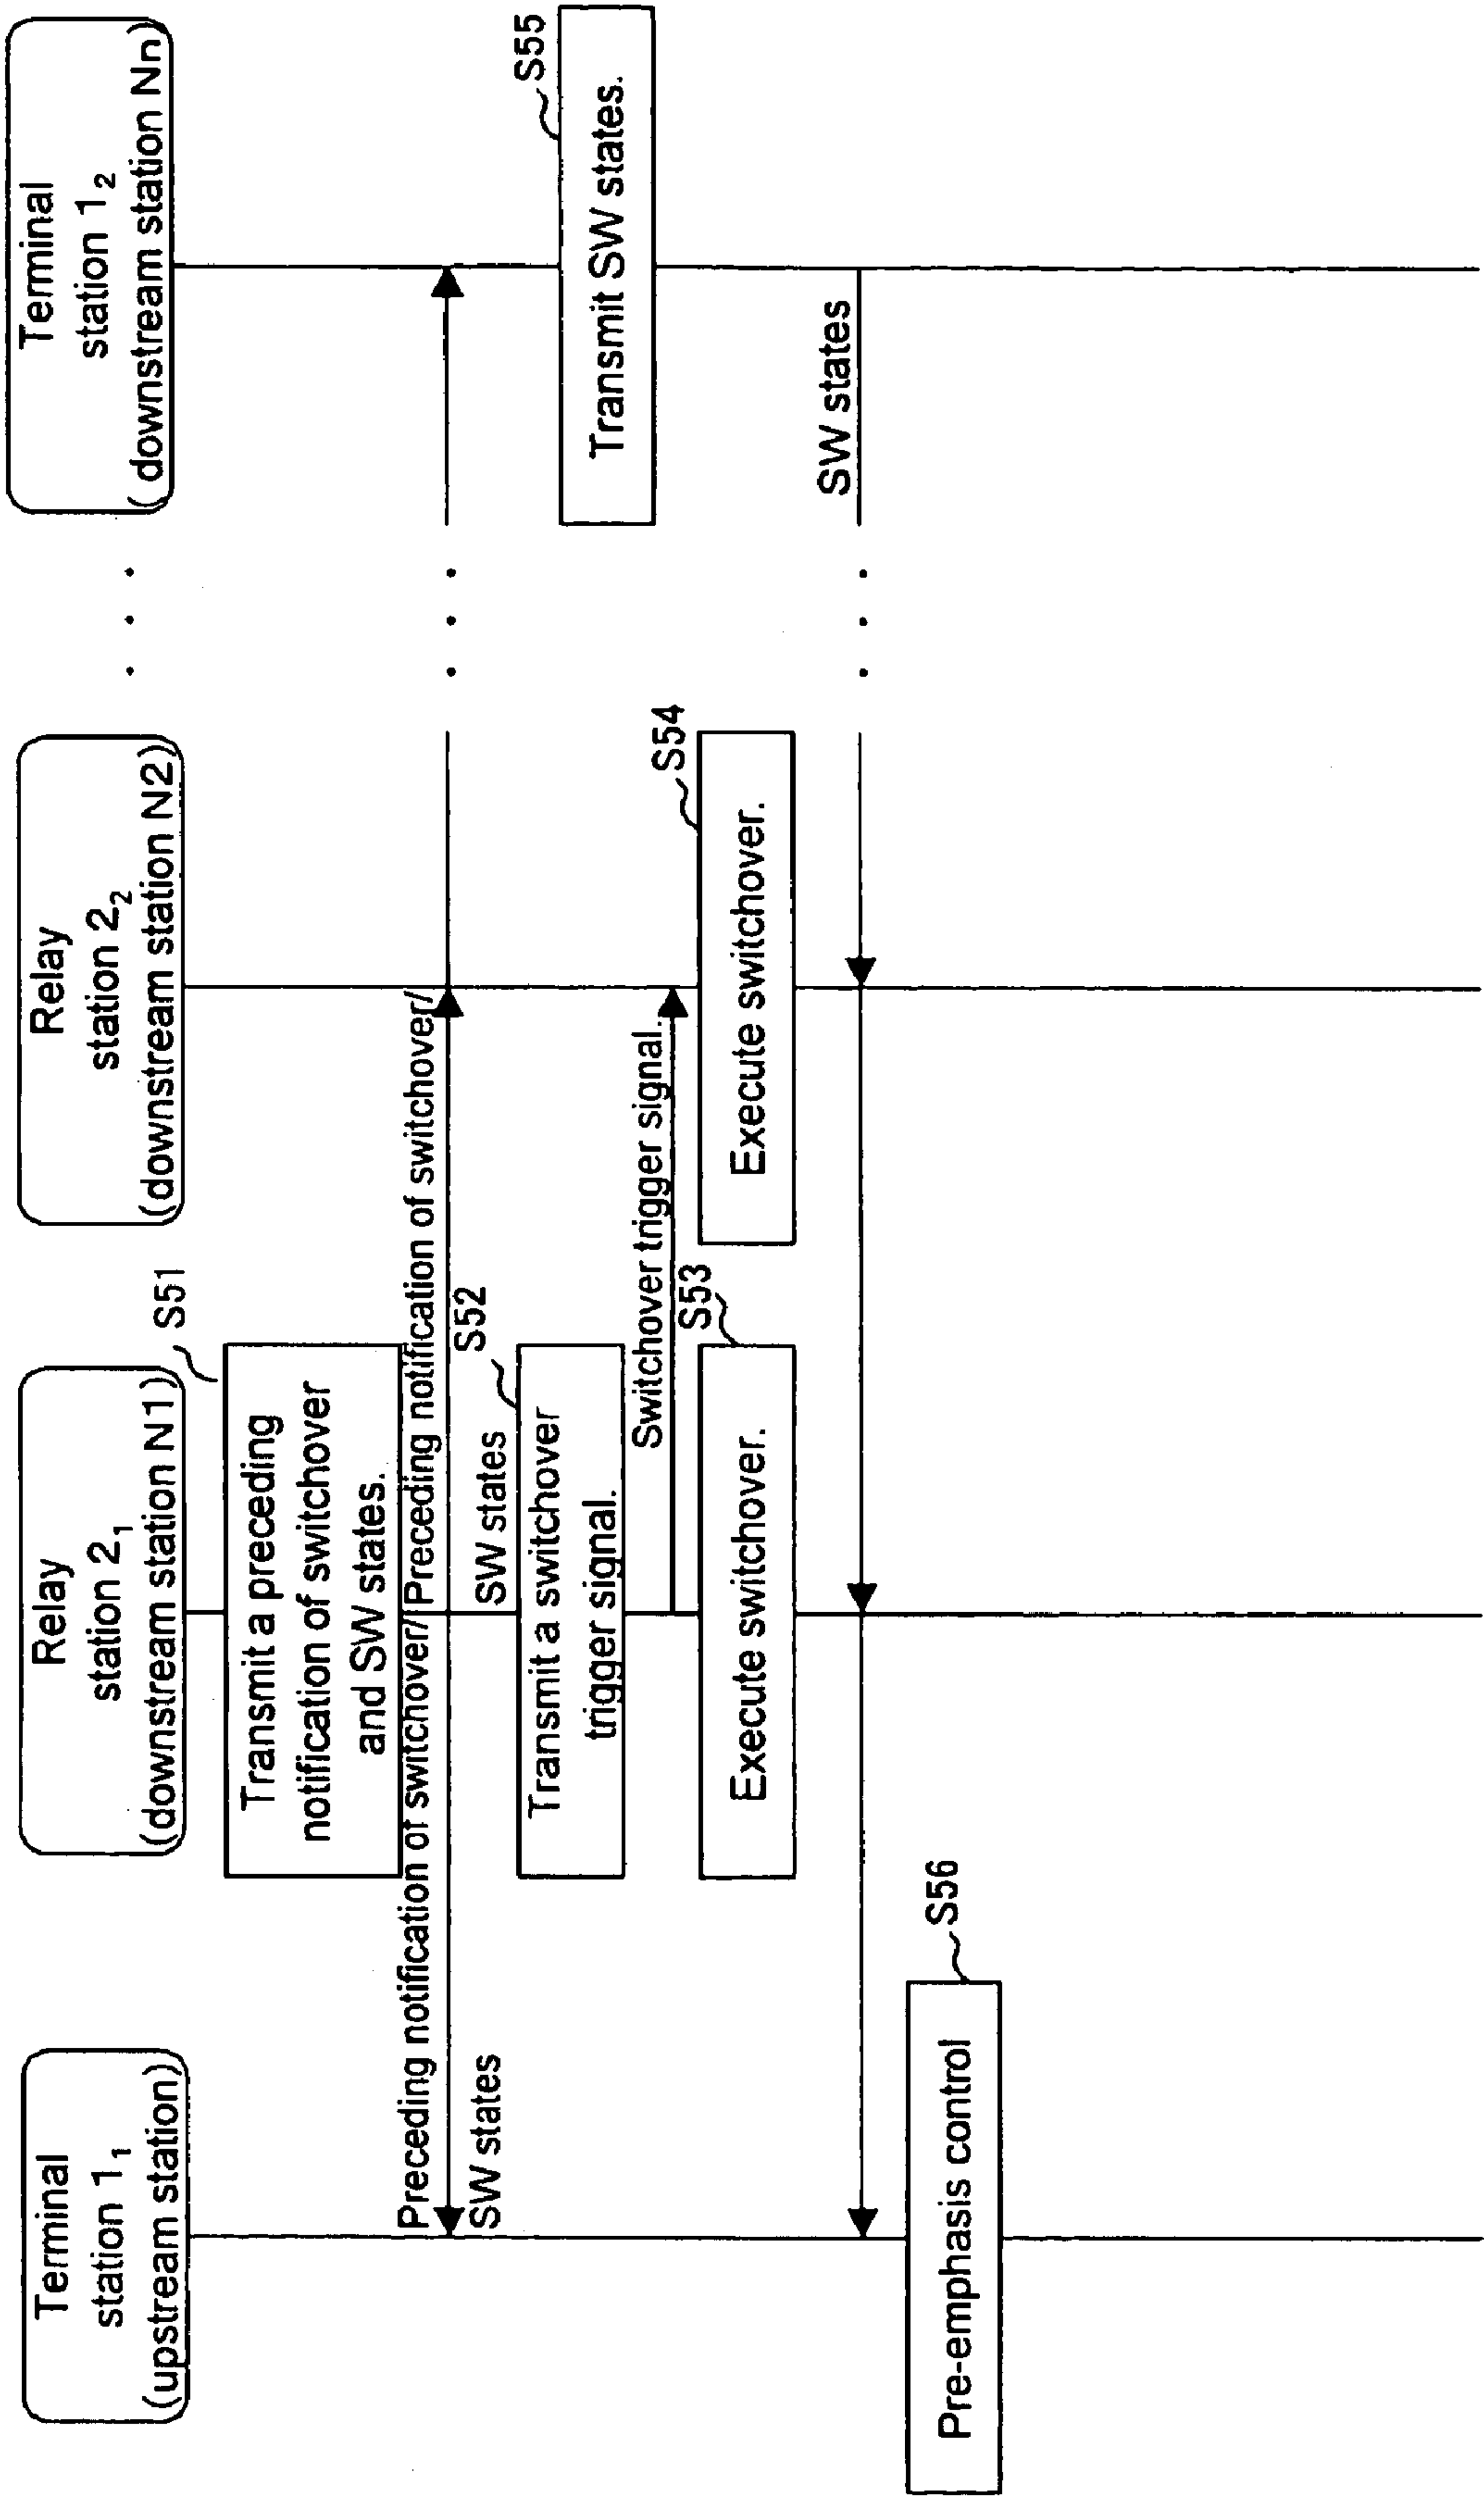 Terminal
station 1₁
(upstream station)
Relay
station 2₁
(downstream station N1)
Relay
station 2₂
(downstream station N2)
. . .
Terminal
station 1₂
( downstream station Nn)
S51
Transmit a preceding
notification of switchover
and SW states.
Preceding notification of switchover/
SW states
Preceding notification of switchover/
SW states
. . .
S52
Transmit a switchover
trigger signal.
S55
Transmit SW states.
Switchover trigger signal.
S53
Execute switchover.
S54
Execute switchover.
SW states
. . .
S56
Pre-emphasis control